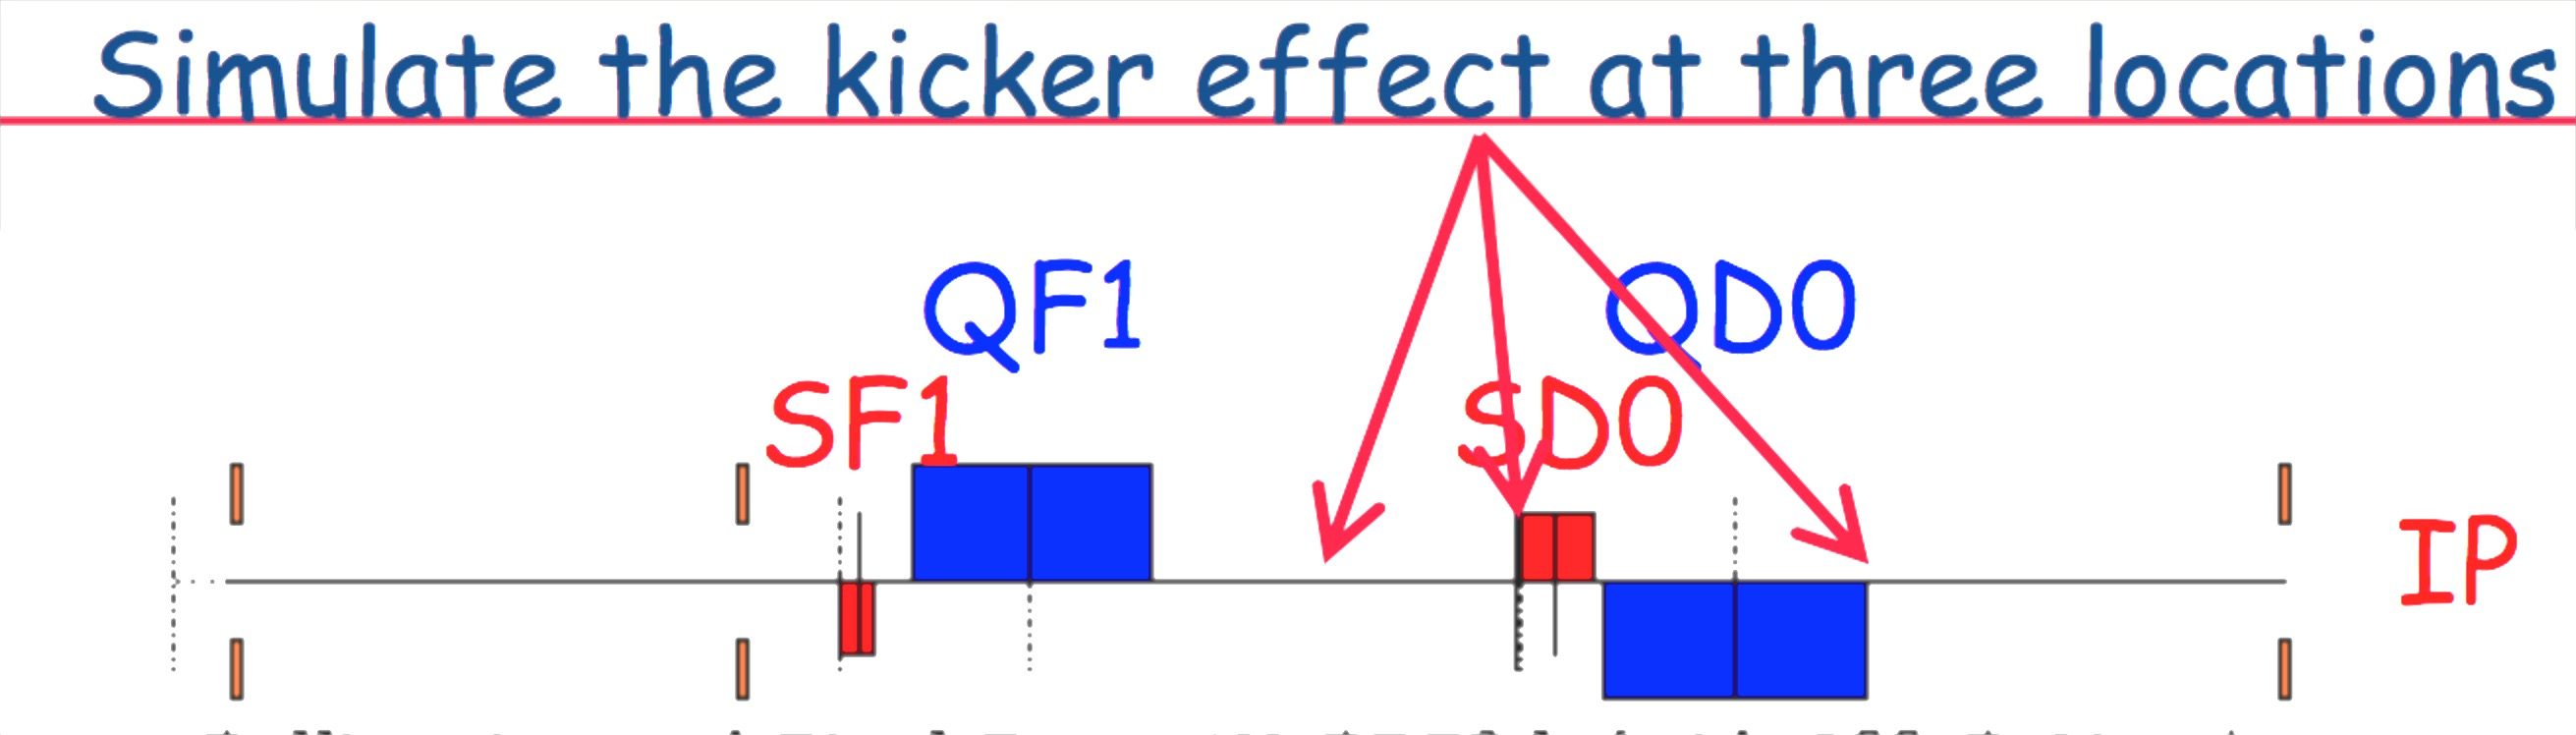 Simulate the kicker effect at three locations
QF1
QD0
SF1
SD0
IP